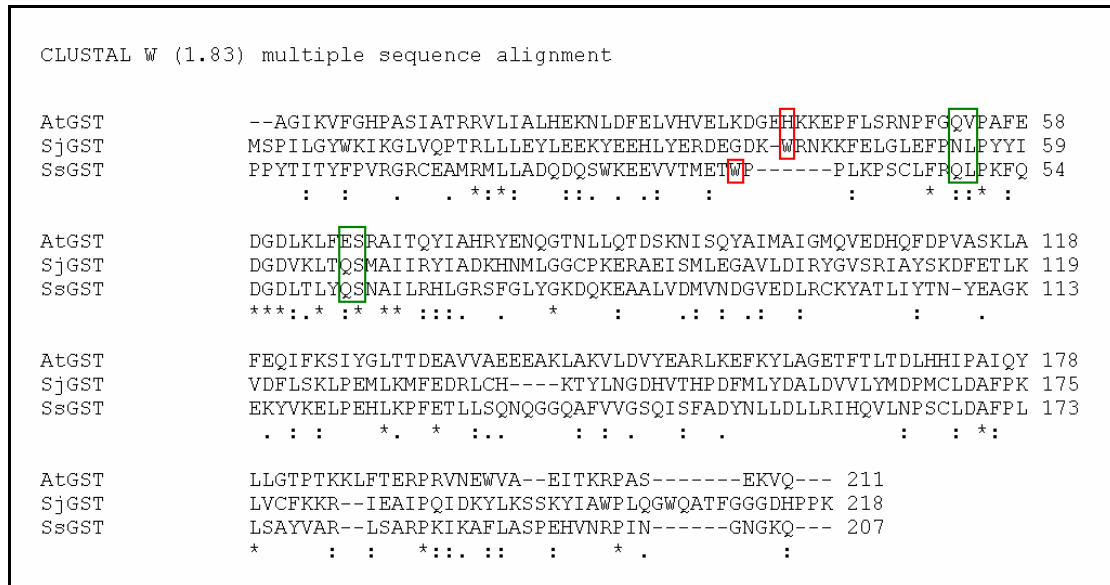 CLUSTAL W (1.83) multiple sequence alignment
AtGST           --AGIKVFGHPASIATRRVLIALHEKNLDFELVHVELKDGEHKKEPFLSRNPFGQVPAFE 58
SjGST           MSPILGYWKIKGLVQPTRLLLEYLEEKYEEHLYERDEGDK-WRNKKFELGLEFPNLPYYI 59
SsGST           PPYTITYFPVRGRCEAMRMLLADQDQSWKEEVVTMETWP------PLKPSCLFRQLPKFQ 54
                    :  :   .     *:*:     ::. . .:   :               :       * ::* :
AtGST           DGDLKLFESRAITQYIAHRYENQGTNLLQTDSKNISQYAIMAIGMQVEDHQFDPVASKLA 118
SjGST           DGDVKLTQSMAIIRYIADKHNMLGGCPKERAEISMLEGAVLDIRYGVSRIAYSKDFETLK 119
SsGST           DGDLTLYQSNAILRHLGRSFGLYGKDQKEAALVDMVNDGVEDLRCKYATLIYTN-YEAGK 113
                ***:.* :* **  :::.  .    *      :      .: : .:  :        :      .
AtGST           FEQIFKSIYGLTTDEAVVAEEEAKLAKVLDVYEARLKEFKYLAGETFTLTDLHHIPAIQY 178
SjGST           VDFLSKLPEMLKMFEDRLCH----KTYLNGDHVTHPDFMLYDALDVVLYMDPMCLDAFPK 175
SsGST           EKYVKELPEHLKPFETLLSQNQGGQAFVVGSQISFADYNLLDLLRIHQVLNPSCLDAFPL 173
                 . : :    *.   *   :..        : : .     :   .                  :     : *:
AtGST           LLGTPTKKLFTERPRVNEWVA--EITKRPAS-------EKVQ--- 211
SjGST           LVCFKKR--IEAIPQIDKYLKSSKYIAWPLQGWQATFGGGDHPPK 218
SsGST           LSAYVAR--LSARPKIKAFLASPEHVNRPIN-------GNGKQ--- 207
                *     :   :     *::. ::   :      * .               :